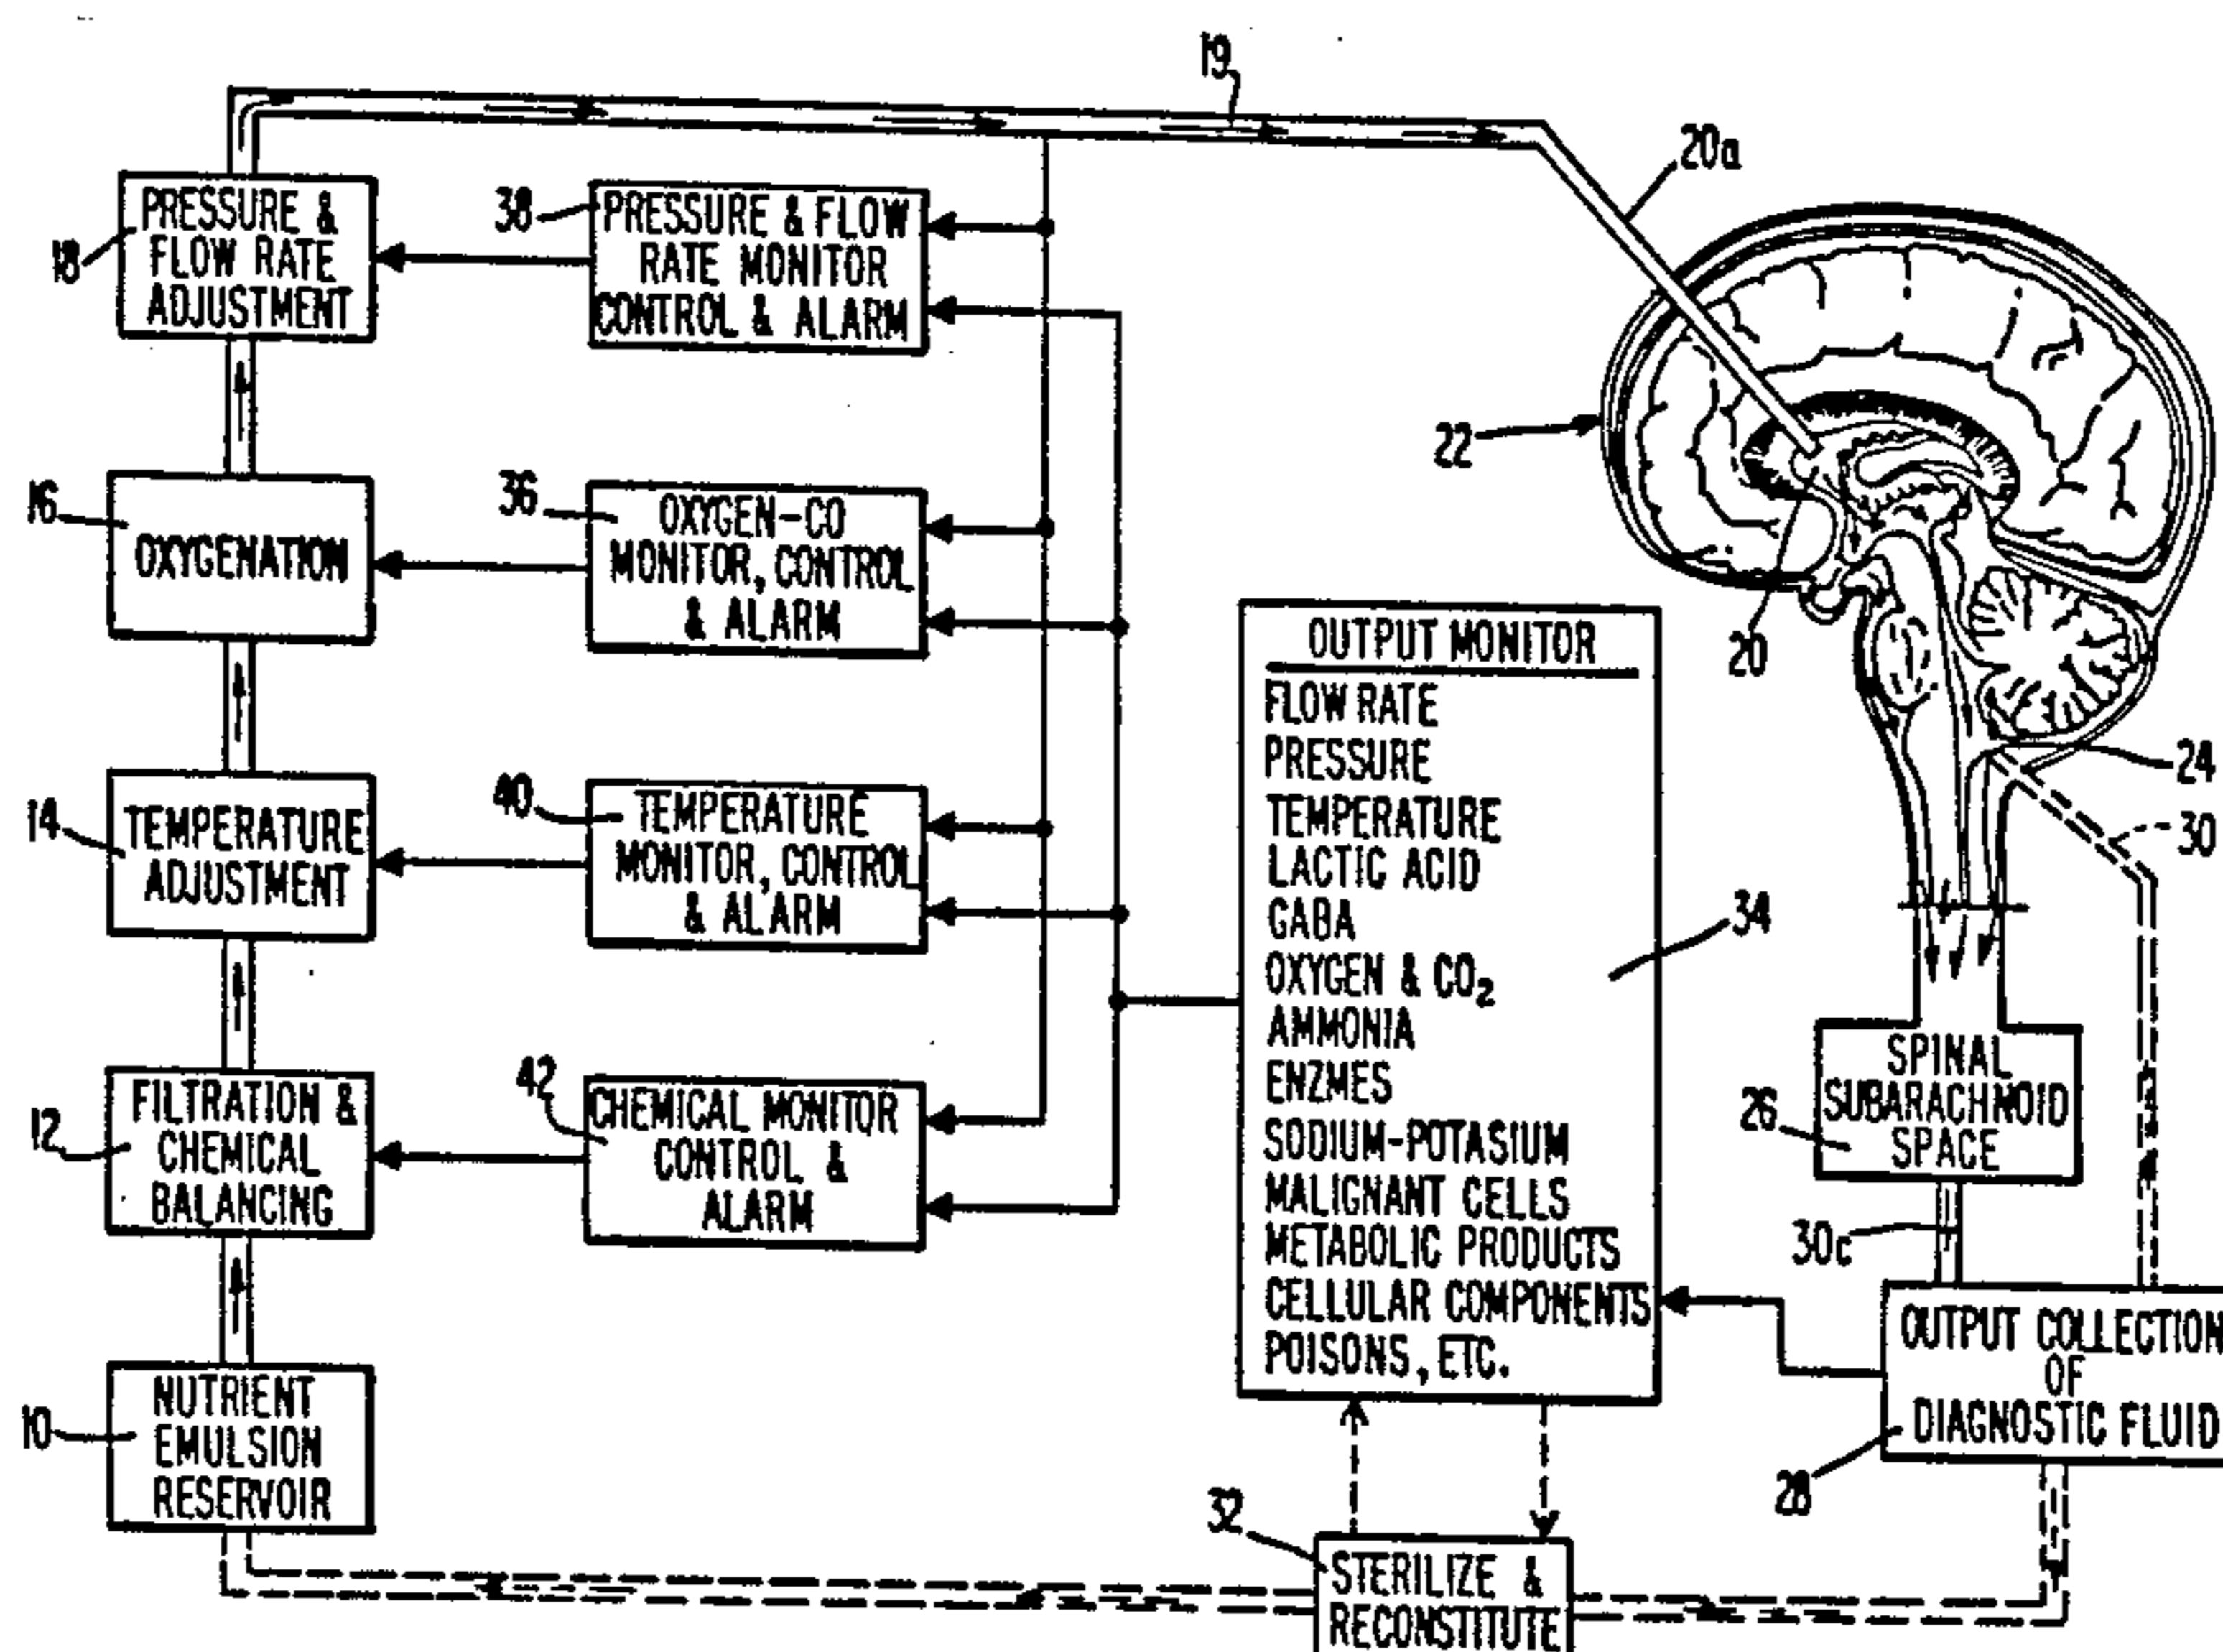 19
20a
18
PRESSURE &
FLOW RATE
ADJUSTMENT
38
PRESSURE & FLOW
RATE MONITOR
CONTROL & ALARM
22
16
OXYGENATION
36
OXYGEN-CO
MONITOR, CONTROL
& ALARM
20
24
30
14
TEMPERATURE
ADJUSTMENT
40
TEMPERATURE
MONITOR, CONTROL
& ALARM
OUTPUT MONITOR
FLOW RATE
PRESSURE
TEMPERATURE
LACTIC ACID
GABA
OXYGEN & CO₂
AMMONIA
ENZMES
SODIUM-POTASIUM
MALIGNANT CELLS
METABOLIC PRODUCTS
CELLULAR COMPONENTS
POISONS, ETC.
34
12
FILTRATION &
CHEMICAL
BALANCING
42
CHEMICAL MONITOR
CONTROL &
ALARM
26
SPINAL
SUBARACHNOID
SPACE
30c
10
NUTRIENT
EMULSION
RESERVOIR
OUTPUT COLLECTION
OF
DIAGNOSTIC FLUID
28
32
STERILIZE &
RECONSTITUTE